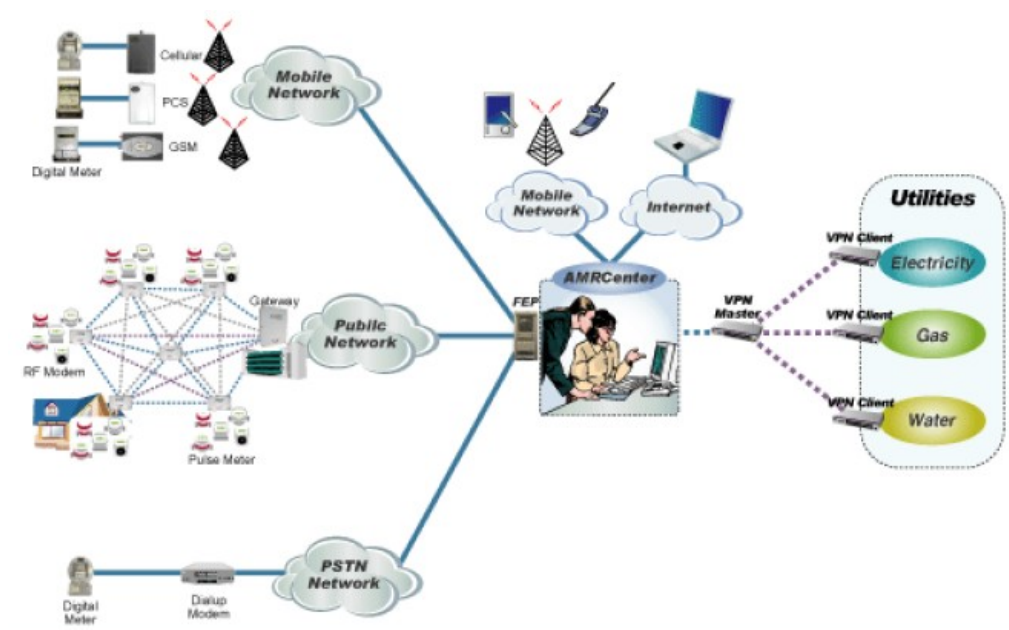 Cellular
Mobile
Network
PCS
GSM
Digital Meter
Mobile
Network
Internet
Utilities
VPN Client
Electricity
AMRCenter
FEP
VPN
Master
VPN Client
Gas
VPN Client
Water
Gateway
Public
Network
RF Modem
Pulse Meter
PSTN
Network
Digital
Meter
Dialup
Modem